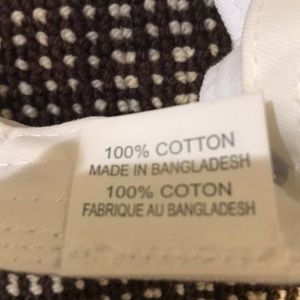 100% COTTON
MADE IN BANGLADESH
100% COTON
FABRIQUE AU BANGLADESH